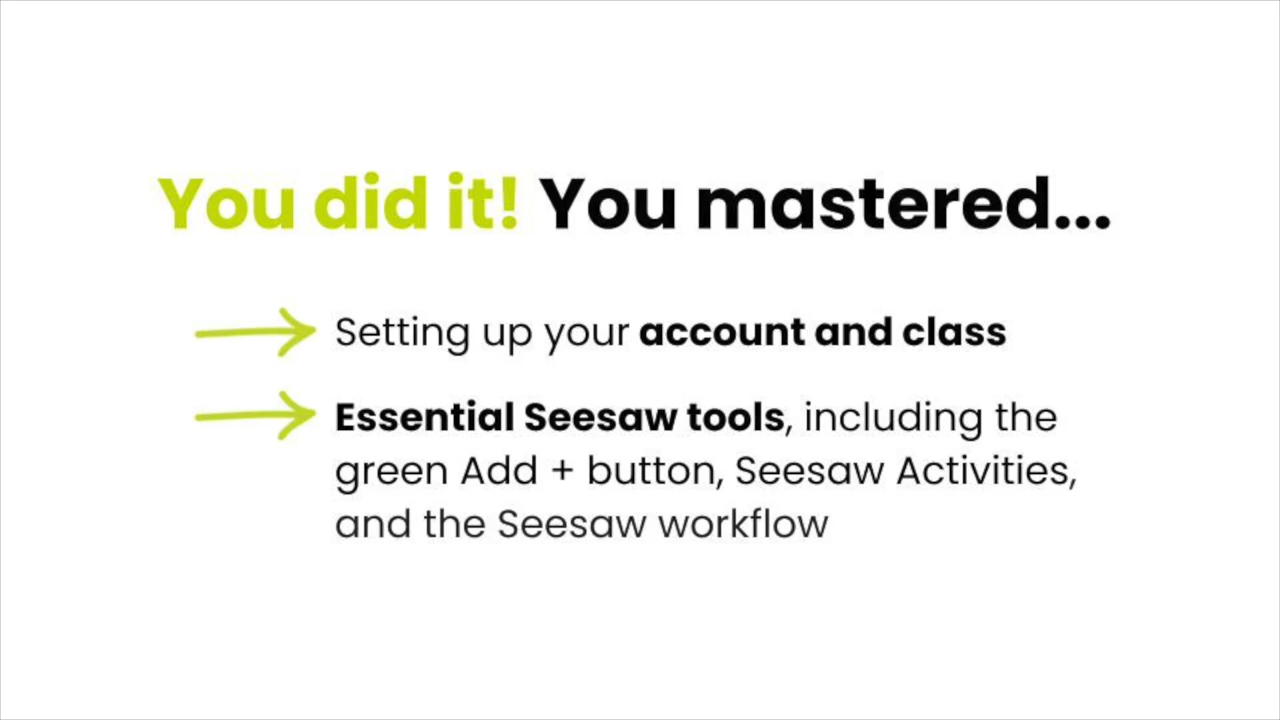 You did it! You mastered...
Setting up your account and class
Essential Seesaw tools, including the
green Add + button, Seesaw Activities,
and the Seesaw workflow